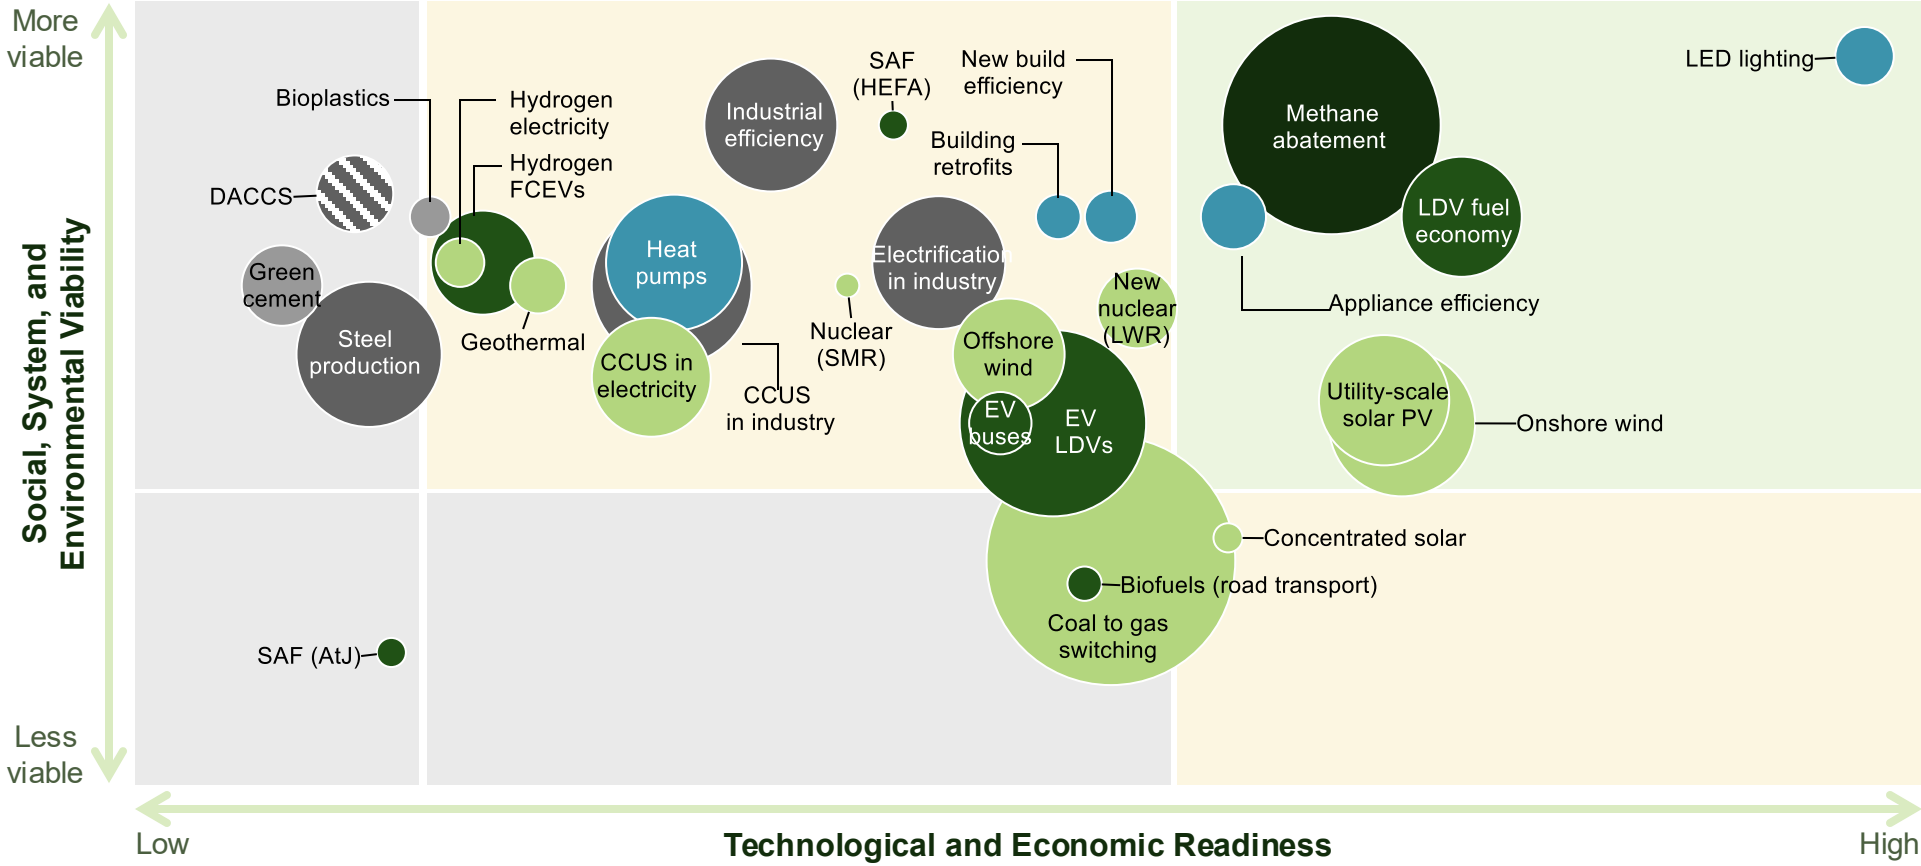 More
viable
Social, System, and
Environmental Viability
Less
viable
Bioplastics
Hydrogen
electricity
Hydrogen
FCEVs
DACCS
Green
cement
Steel
production
Geothermal
Industrial
efficiency
SAF
(HEFA)
New build
efficiency
Building
retrofits
Heat
pumps
CCUS in
electricity
CCUS
in industry
Nuclear
(SMR)
Electrification
in industry
Offshore
wind
New
nuclear
(LWR)
EV
buses
EV
LDVs
Methane
abatement
LDV fuel
economy
LED lighting
Appliance efficiency
Utility-scale
solar PV
Onshore wind
Concentrated solar
Biofuels (road transport)
Coal to gas
switching
SAF (AtJ)
Low
Technological and Economic Readiness
High